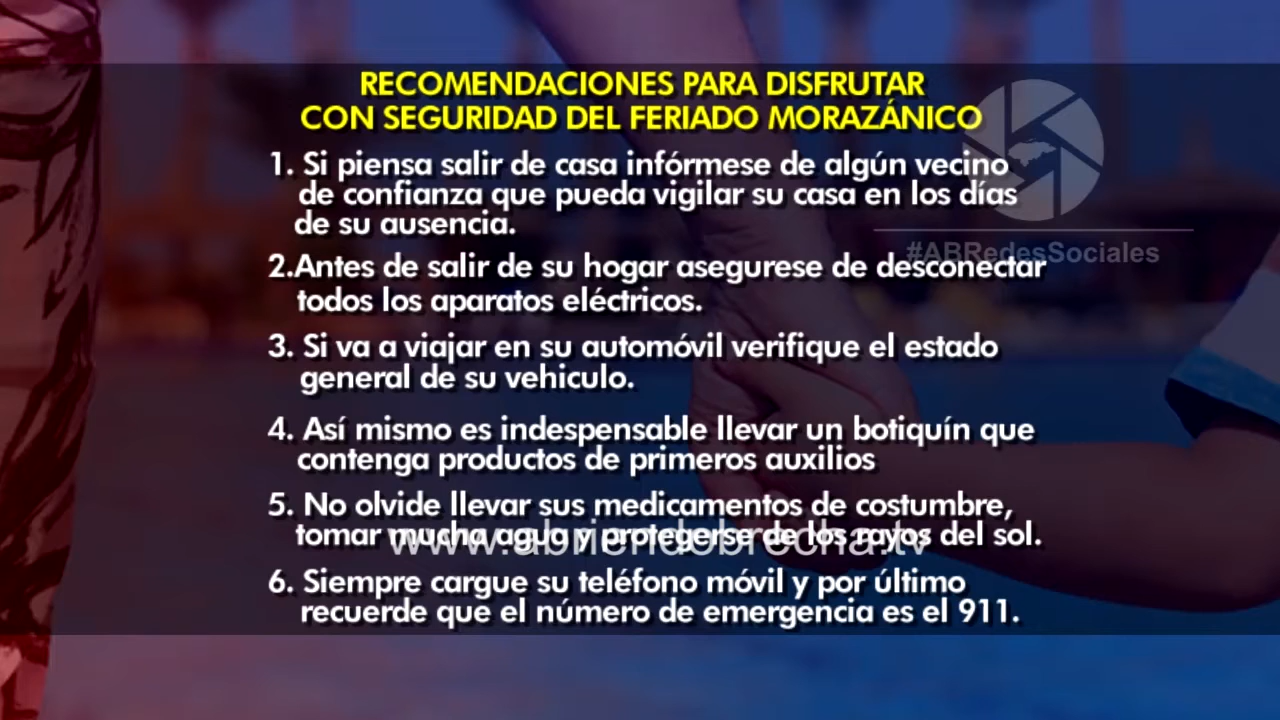 RECOMENDACIONES PARA DISFRUTAR
CON SEGURIDAD DEL FERIADO MORAZÁNICO
1. Si piensa salir de casa infórmese de algún vecino
de confianza que pueda vigilar su casa en los días
de su ausencia.
#ABRedesSociales
2.Antes de salir de su hogar asegurese de desconectar
todos los aparatos eléctricos.
3. Si va a viajar en su automóvil verifique el estado
general de su vehiculo.
4. Así mismo es indespensable llevar un botiquín que
contenga productos de primeros auxilios
5. No olvide llevar sus medicamentos de costumbre,
tomar mucha agua y protegerse de los rayos del sol.
www.abriendobrecha.tv
6. Siempre cargue su teléfono móvil y por último
recuerde que el número de emergencia es el 911.